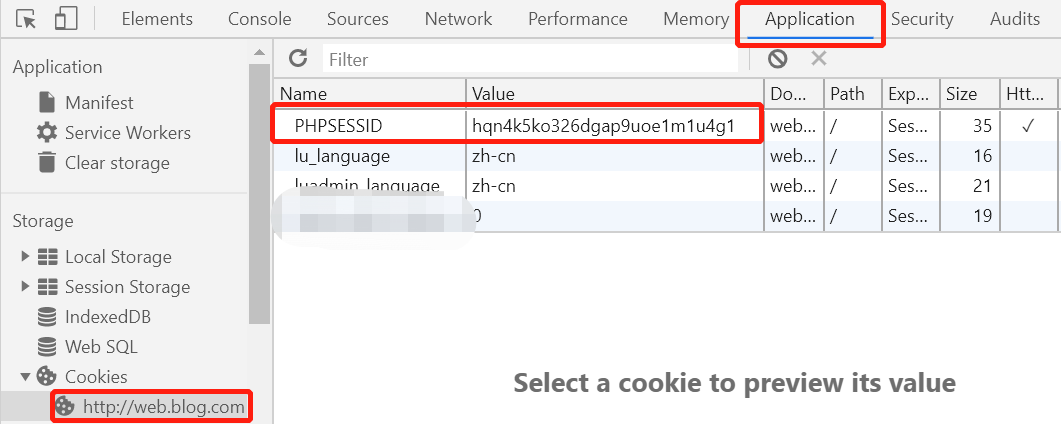 Elements Console Sources Network Performance Memory Application Security Audits
Application
Manifest
Service Workers
Clear storage
Storage
Local Storage
Session Storage
IndexedDB
Web SQL
Cookies
http://web.blog.com
Filter
Name Value Do... Path Exp... Size Htt...
PHPSESSID hqn4k5ko326dgap9uoe1m1u4g1 web... / Ses... 35 ✓
lu_language zh-cn web... / Ses... 16
luadmin_language zh-cn web... / Ses... 21
0 web... / Ses... 19
Select a cookie to preview its value